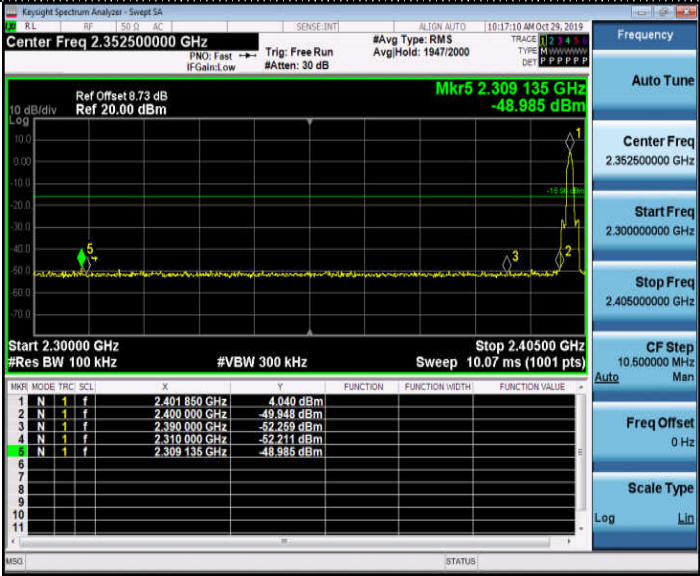 Keysight Spectrum Analyzer - Swept SA
RL RF 50 Ω AC SENSE:INT ALIGN AUTO 10:17:10 AM Oct 29, 2019
Center Freq 2.352500000 GHz
PNO: Fast
IFGain:Low
Trig: Free Run
#Atten: 30 dB
#Avg Type: RMS
Avg|Hold: 1947/2000
TRACE 1 2 3 4 5 6
TYPE M WWWWW
DET P P P P P P
Frequency
Auto Tune
Center Freq
2.352500000 GHz
Start Freq
2.300000000 GHz
Stop Freq
2.405000000 GHz
CF Step
10.500000 MHz
Auto Man
Freq Offset
0 Hz
Scale Type
Log Lin
Mkr5 2.309 135 GHz
-48.985 dBm
Ref Offset 8.73 dB
10 dB/div Ref 20.00 dBm
Log
10.0
0.00
-10.0
-20.0
-30.0
-40.0
-50.0
-60.0
-70.0
1
2
3
4
5
Start 2.30000 GHz Stop 2.40500 GHz
#Res BW 100 kHz #VBW 300 kHz Sweep 10.07 ms (1001 pts)
MKR MODE TRC SCL X Y FUNCTION FUNCTION WIDTH FUNCTION VALUE
1 N 1 f 2.401 850 GHz 4.040 dBm
2 N 1 f 2.400 000 GHz -49.948 dBm
3 N 1 f 2.390 000 GHz -52.259 dBm
4 N 1 f 2.310 000 GHz -52.211 dBm
5 N 1 f 2.309 135 GHz -48.985 dBm
6
7
8
9
10
11
MSG STATUS